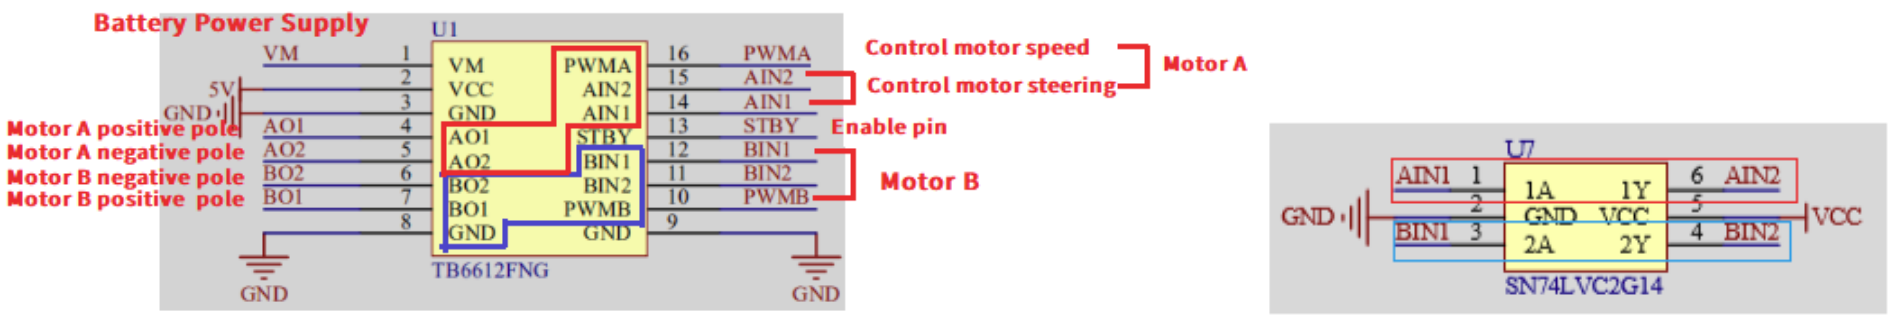 Battery Power Supply
U1
VM 1 VM PWMA 16 PWMA Control motor speed
5V 2 VCC AIN2 15 AIN2 Control motor steering Motor A
GND 3 GND AIN1 14 AIN1
Motor A positive pole AO1 4 AO1 STBY 13 STBY Enable pin
Motor A negative pole AO2 5 AO2 BIN1 12 BIN1
Motor B negative pole BO2 6 BO2 BIN2 11 BIN2 Motor B
Motor B positive pole BO1 7 BO1 PWMB 10 PWMB
8 GND GND 9
TB6612FNG
GND GND
U7
AIN1 1 1A 1Y 6 AIN2
GND 2 GND VCC 5 VCC
BIN1 3 2A 2Y 4 BIN2
SN74LVC2G14